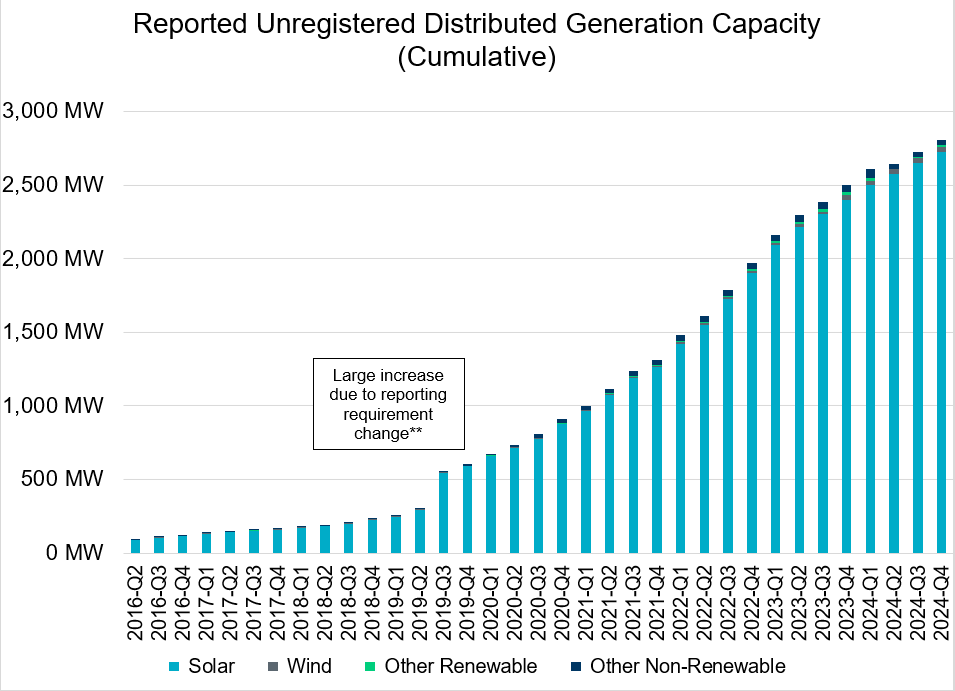 Reported Unregistered Distributed Generation Capacity
(Cumulative)
3,000 MW
2,500 MW
2,000 MW
1,500 MW
1,000 MW
500 MW
0 MW
Large increase
due to reporting
requirement
change**
2016-Q2
2016-Q3
2016-Q4
2017-Q1
2017-Q2
2017-Q3
2017-Q4
2018-Q1
2018-Q2
2018-Q3
2018-Q4
2019-Q1
2019-Q2
2019-Q3
2019-Q4
2020-Q1
2020-Q2
2020-Q3
2020-Q4
2021-Q1
2021-Q2
2021-Q3
2021-Q4
2022-Q1
2022-Q2
2022-Q3
2022-Q4
2023-Q1
2023-Q2
2023-Q3
2023-Q4
2024-Q1
2024-Q2
2024-Q3
2024-Q4
Solar Wind Other Renewable Other Non-Renewable